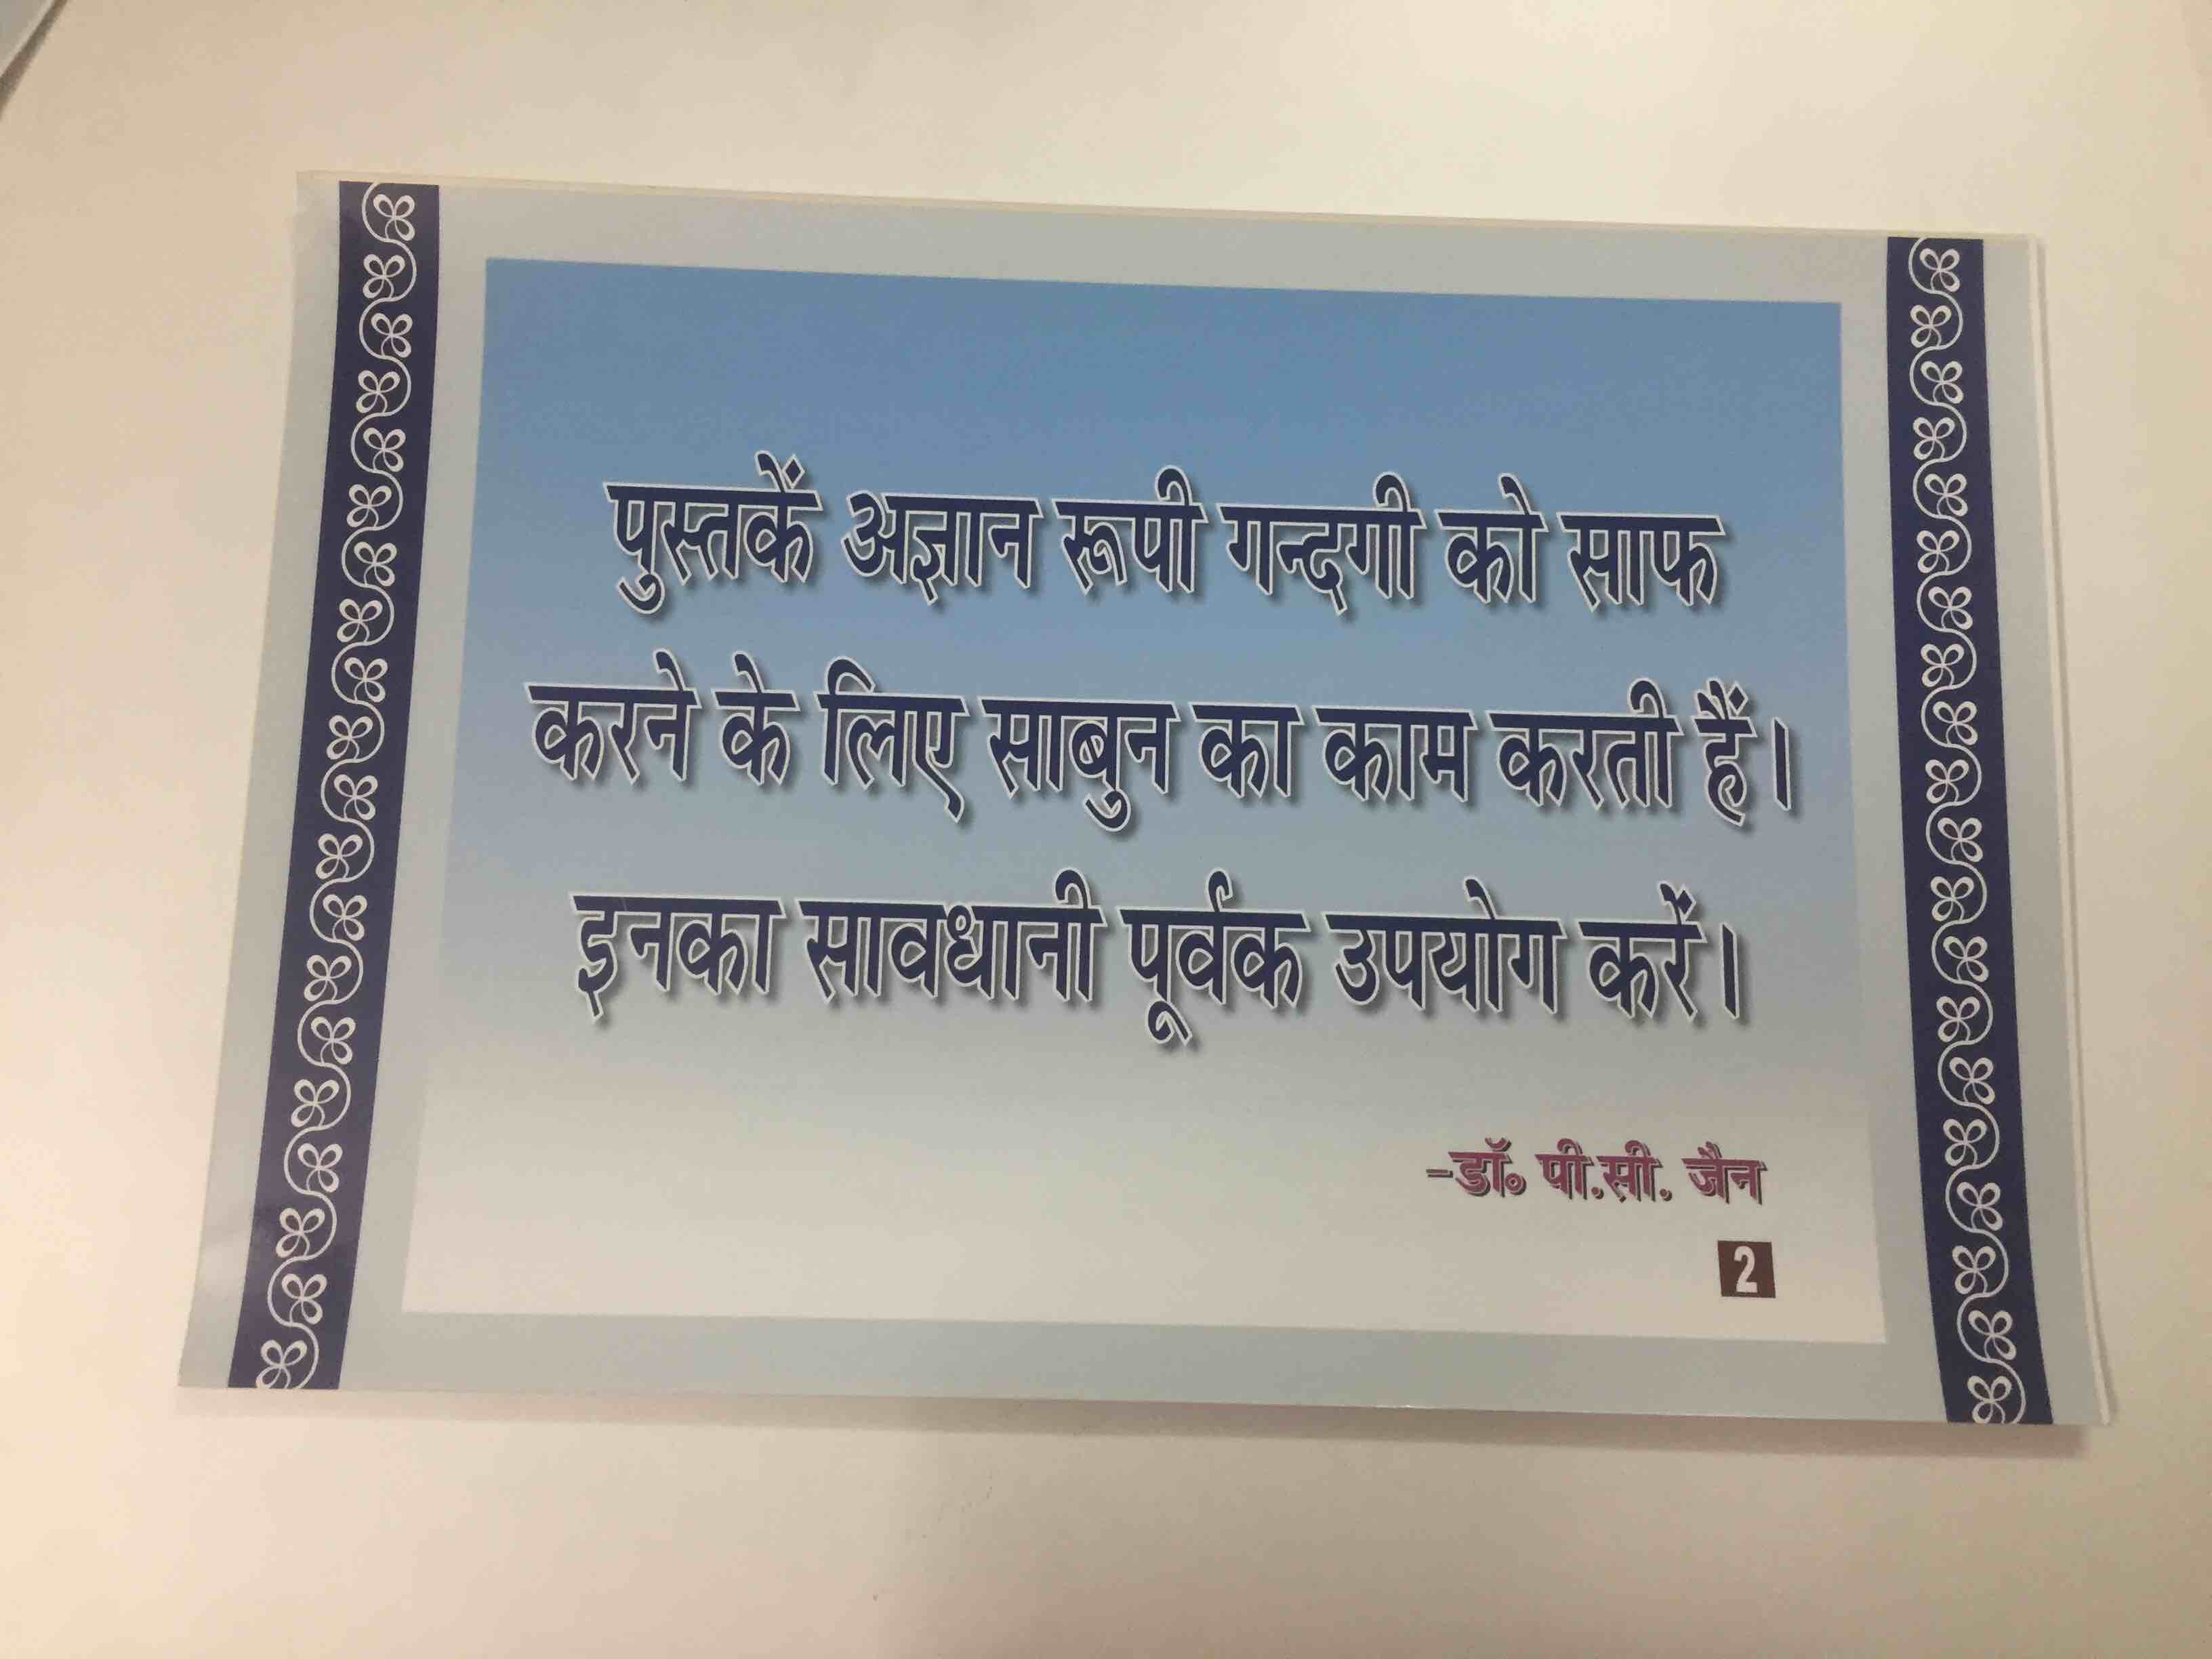 पुस्तकें अज्ञान रूपी गन्दगी को साफ
करने के लिए साबुन का काम करती हैं।
इनका सावधानी पूर्वक उपयोग करें।
-डॉ॰ पी.सी. जैन
2